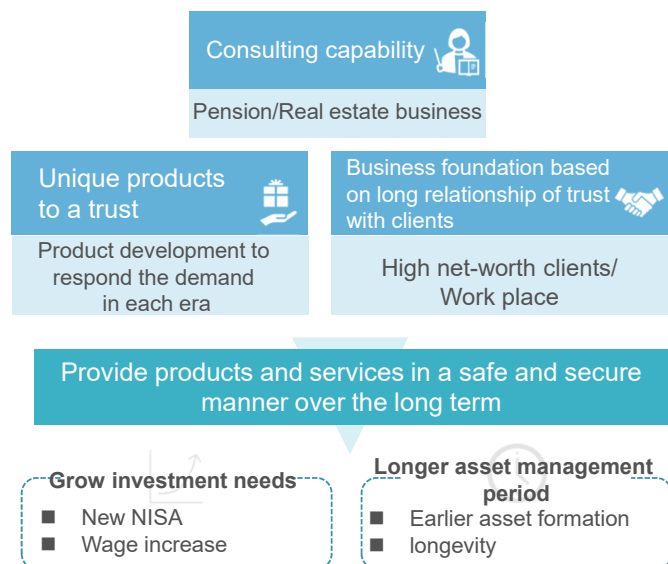 Consulting capability
Pension/Real estate business
Unique products
to a trust
Product development to
respond the demand
in each era
Business foundation based
on long relationship of trust
with clients
High net-worth clients/
Work place
Provide products and services in a safe and secure
manner over the long term
Grow investment needs
■ New NISA
■ Wage increase
Longer asset management
period
■ Earlier asset formation
■ longevity